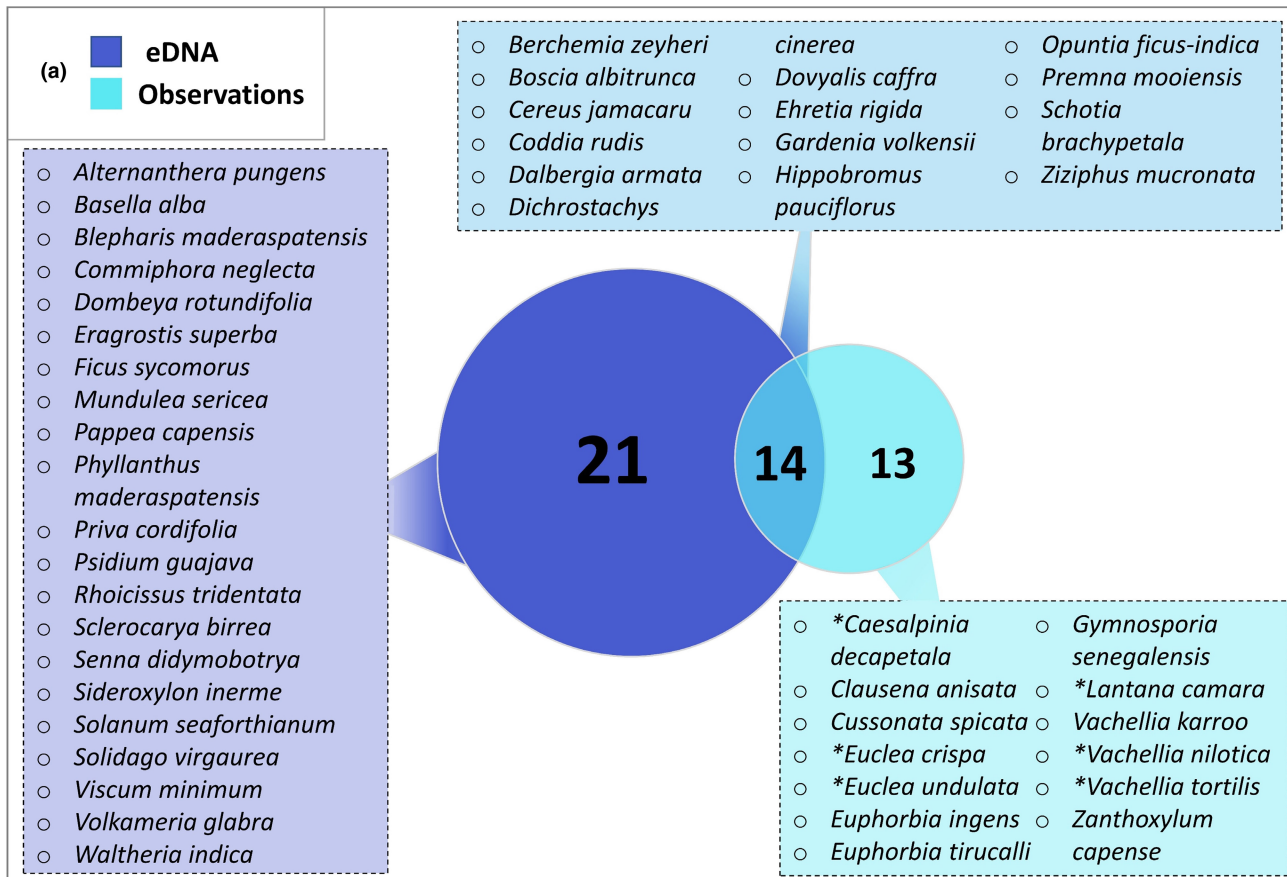 (a)
eDNA
Observations
○ Berchemia zeyheri
○ Boscia albitrunca
○ Cereus jamacaru
○ Coddia rudis
○ Dalbergia armata
○ Dichrostachys
cinerea
○ Dovyalis caffra
○ Ehretia rigida
○ Gardenia volkensii
○ Hippobromus
pauciflorus
○ Opuntia ficus-indica
○ Premna mooiensis
○ Schotia
brachypetala
○ Ziziphus mucronata
○ Alternanthera pungens
○ Basella alba
○ Blepharis maderaspatensis
○ Commiphora neglecta
○ Dombeya rotundifolia
○ Eragrostis superba
○ Ficus sycomorus
○ Mundulea sericea
○ Pappea capensis
○ Phyllanthus
maderaspatensis
○ Priva cordifolia
○ Psidium guajava
○ Rhoicissus tridentata
○ Sclerocarya birrea
○ Senna didymobotrya
○ Sideroxylon inerme
○ Solanum seaforthianum
○ Solidago virgaurea
○ Viscum minimum
○ Volkameria glabra
○ Waltheria indica
21
14
13
○ *Caesalpinia
decapetala
○ Clausena anisata
○ Cussonata spicata
○ *Euclea crispa
○ *Euclea undulata
○ Euphorbia ingens
○ Euphorbia tirucalli
○ Gymnosporia
senegalensis
○ *Lantana camara
○ Vachellia karroo
○ *Vachellia nilotica
○ *Vachellia tortilis
○ Zanthoxylum
capense